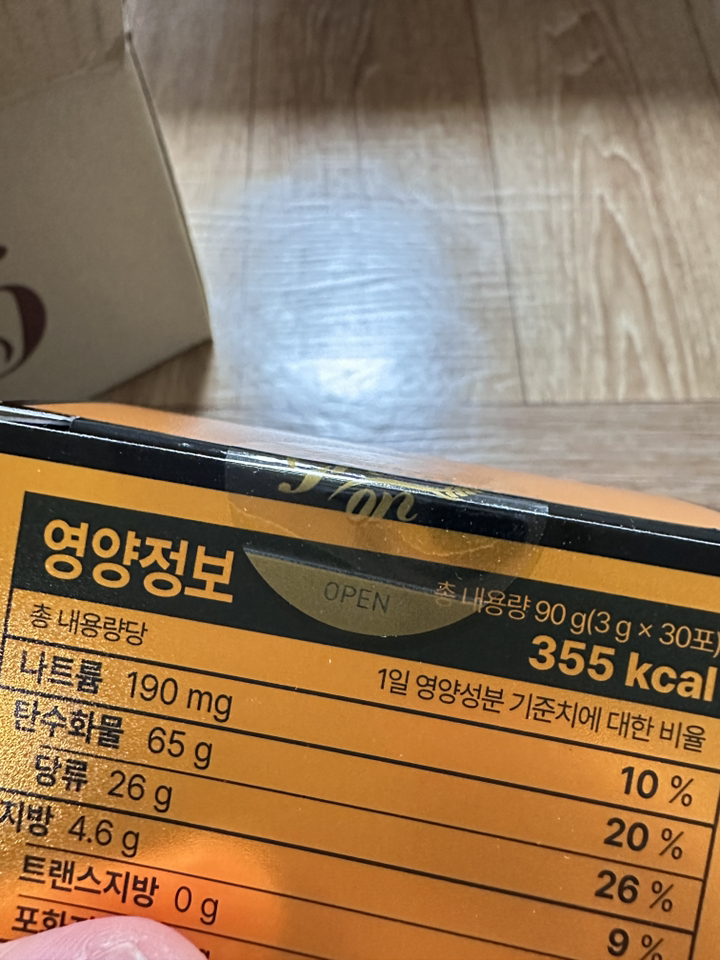 영양정보
OPEN
총 내용량 90 g(3 g × 30포)
355 kcal
총 내용량당
1일 영양성분 기준치에 대한 비율
나트륨 190 mg 10 %
탄수화물 65 g 20 %
당류 26 g 26 %
지방 4.6 g 9 %
트랜스지방 0 g